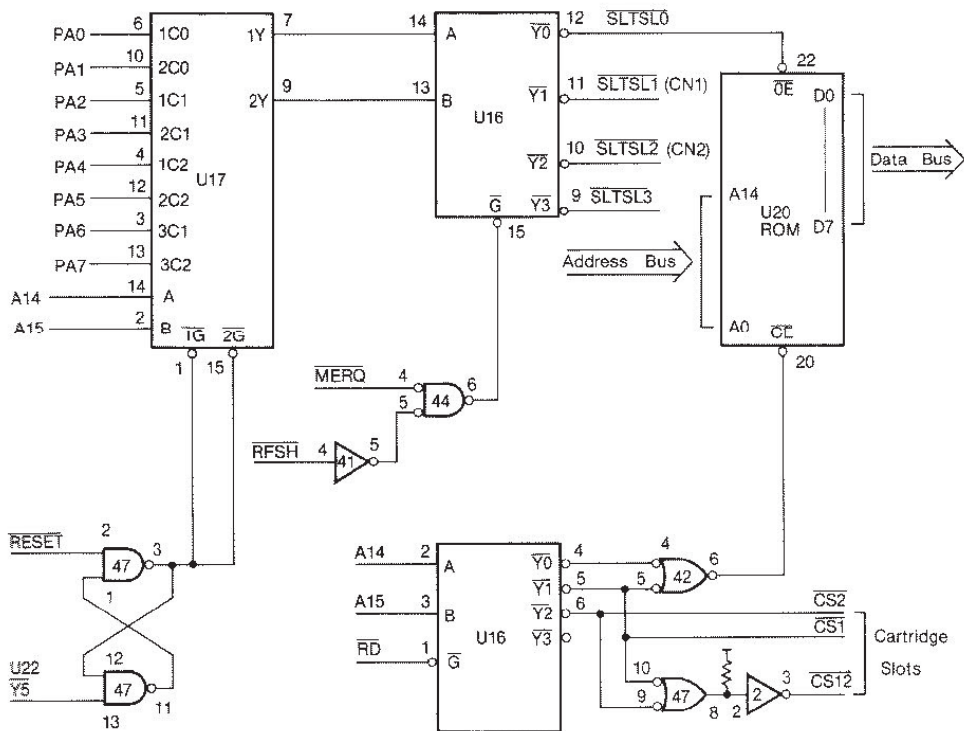 PA0 6 1C0
PA1 10 2C0
PA2 5 1C1
PA3 11 2C1
PA4 4 1C2
PA5 12 2C2
PA6 3 3C1
PA7 13 3C2
A14 14 A
A15 2 B
U17
1Y 7
2Y 9
1G 2G
1 15
14 A
13 B
U16
Y0 12 SLTSL0
Y1 11 SLTSL1 (CN1)
Y2 10 SLTSL2 (CN2)
Y3 9 SLTSL3
G
15
22
OE
D0
D7
Data Bus
A14
U20
ROM
Address Bus
A0
CE
20
MERQ 4
5
44 6
RFSH 4 41 5
RESET 2
1
47 3
U22
Y5
12
13
47 11
A14 2 A
A15 3 B
RD 1 G
U16
Y0 4
Y1 5
Y2 6
Y3
4
5
42 6
CS2
CS1
Cartridge
Slots
10
9
47
8
2
2
3
CS12